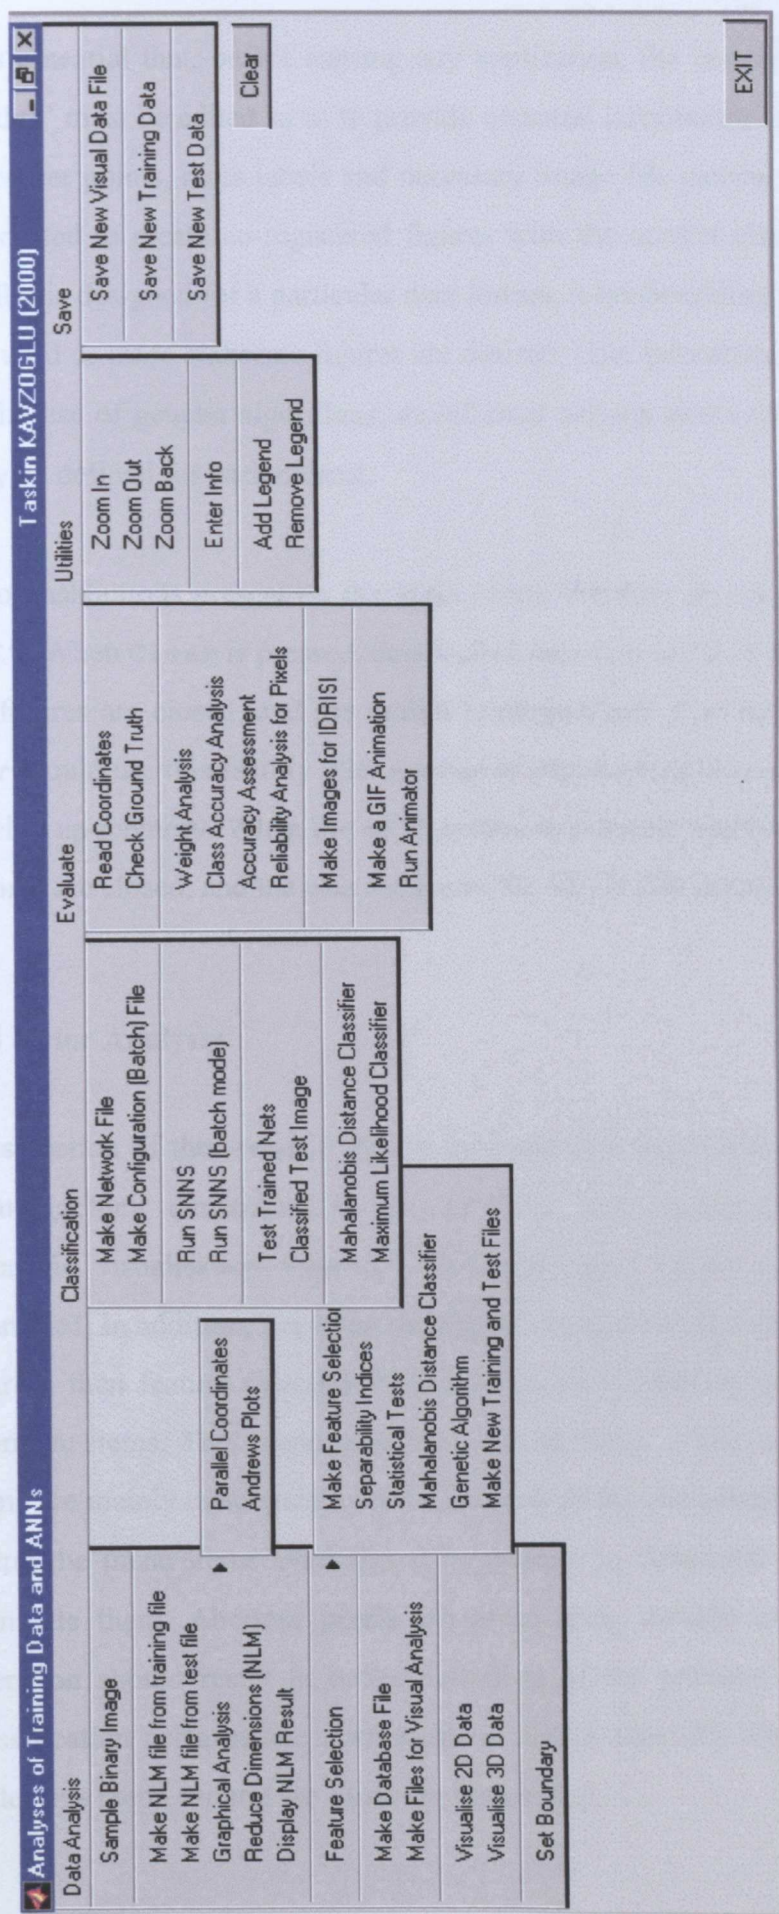 Analyses of Training Data and ANNs
Taskin KAVZOGLU (2000)
Data Analysis
Classification
Evaluate
Utilities
Save
Sample Binary Image
Make NLM file from training file
Make NLM file from test file
Graphical Analysis
Reduce Dimensions (NLM)
Display NLM Result
Feature Selection
Make Database File
Make Files for Visual Analysis
Visualise 2D Data
Visualise 3D Data
Set Boundary
Parallel Coordinates
Andrews Plots
Make Feature Selection
Separability Indices
Statistical Tests
Mahalanobis Distance Classifier
Genetic Algorithm
Make New Training and Test Files
Make Network File
Make Configuration (Batch) File
Run SNNS
Run SNNS (batch mode)
Test Trained Nets
Classified Test Image
Mahalanobis Distance Classifier
Maximum Likelihood Classifier
Read Coordinates
Check Ground Truth
Weight Analysis
Class Accuracy Analysis
Accuracy Assessment
Reliability Analysis for Pixels
Make Images for IDRISI
Make a GIF Animation
Run Animator
Zoom In
Zoom Out
Zoom Back
Enter Info
Add Legend
Remove Legend
Save New Visual Data File
Save New Training Data
Save New Test Data
Clear
EXIT